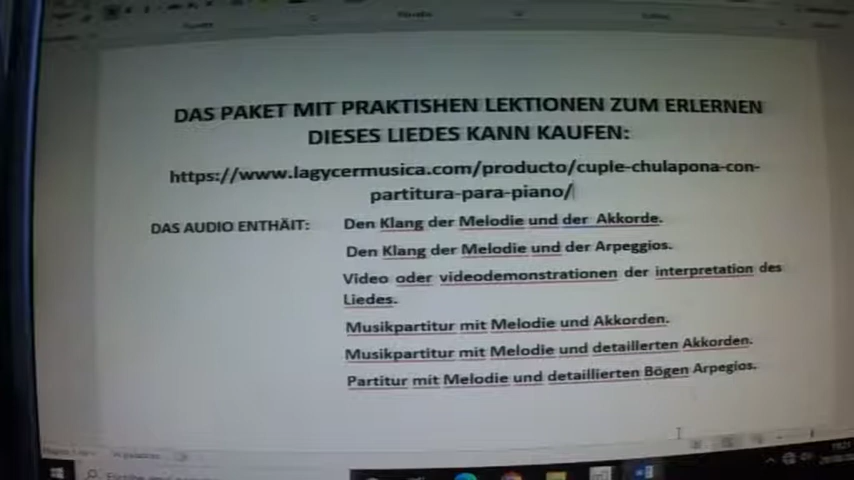 DAS PAKET MIT PRAKTISHEN LEKTIONEN ZUM ERLERNEN
DIESES LIEDES KANN KAUFEN:
https://www.lagycermusica.com/producto/cuple-chulapona-con-
partitura-para-piano/
DAS AUDIO ENTHÄIT: Den Klang der Melodie und der Akkorde.
Den Klang der Melodie und der Arpeggios.
Video oder videodemonstrationen der interpretation des
Liedes.
Musikpartitur mit Melodie und Akkorden.
Musikpartitur mit Melodie und detaillerten Akkorden.
Partitur mit Melodie und detaillierten Bögen Arpegios.